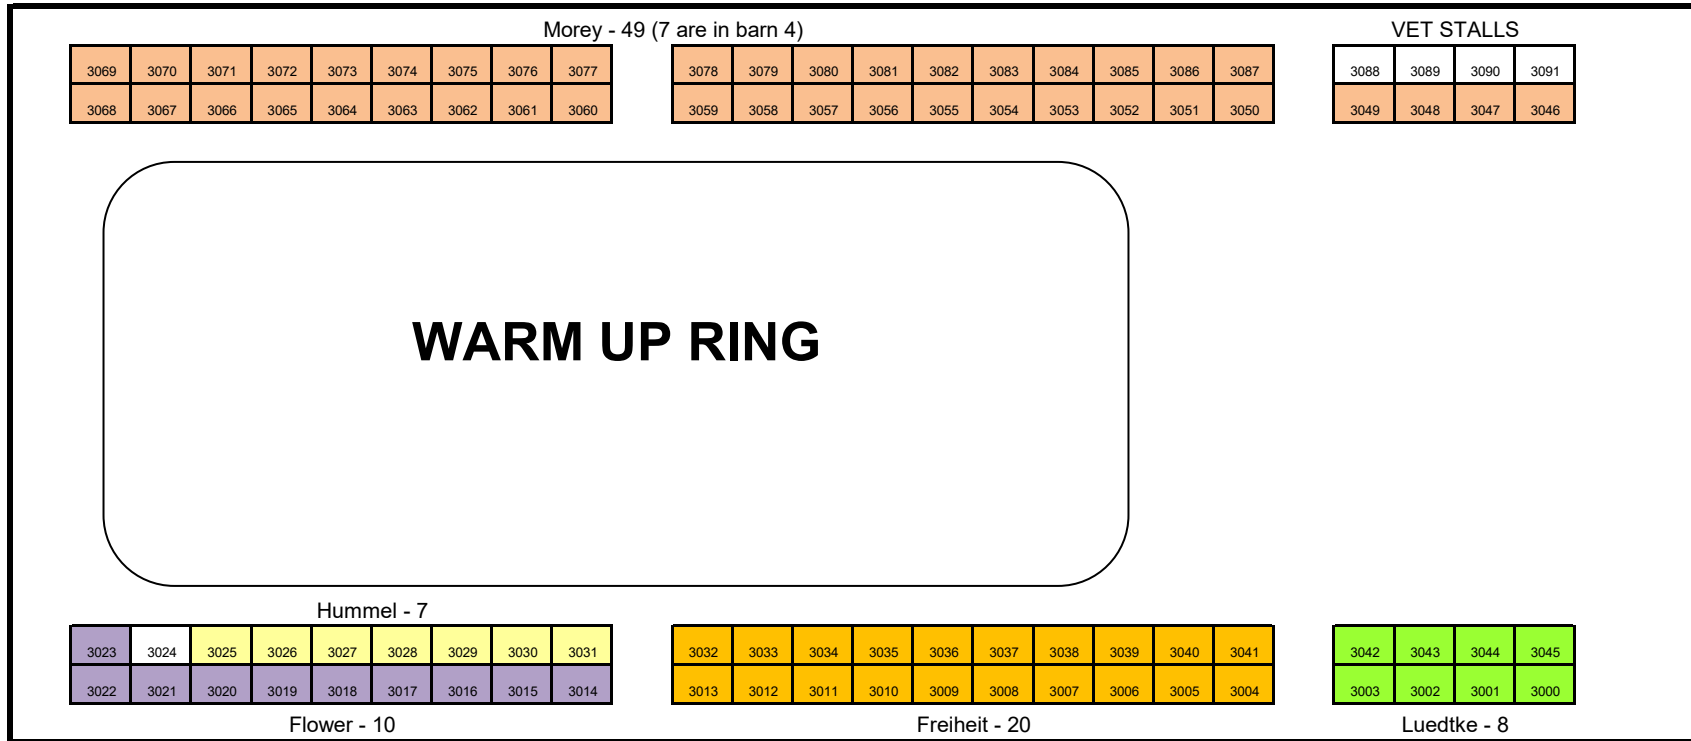 Morey - 49 (7 are in barn 4) VET STALLS
3069 3070 3071 3072 3073 3074 3075 3076 3077 3078 3079 3080 3081 3082 3083 3084 3085 3086 3087 3088 3089 3090 3091
3068 3067 3066 3065 3064 3063 3062 3061 3060 3059 3058 3057 3056 3055 3054 3053 3052 3051 3050 3049 3048 3047 3046
WARM UP RING
Hummel - 7
3023 3024 3025 3026 3027 3028 3029 3030 3031 3032 3033 3034 3035 3036 3037 3038 3039 3040 3041 3042 3043 3044 3045
3022 3021 3020 3019 3018 3017 3016 3015 3014 3013 3012 3011 3010 3009 3008 3007 3006 3005 3004 3003 3002 3001 3000
Flower - 10 Freiheit - 20 Luedtke - 8